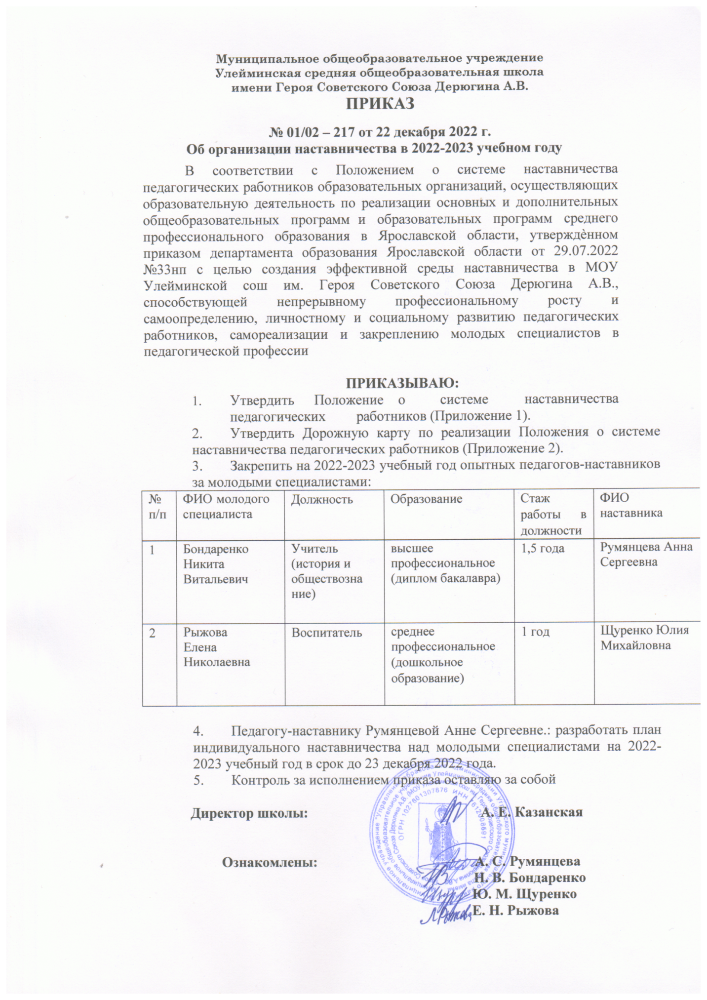 Муниципальное общеобразовательное учреждение
Улейминская средняя общеобразовательная школа
имени Героя Советского Союза Дерюгина А.В.
ПРИКАЗ
№ 01/02 – 217 от 22 декабря 2022 г.
Об организации наставничества в 2022-2023 учебном году
В соответствии с Положением о системе наставничества
педагогических работников образовательных организаций, осуществляющих
образовательную деятельность по реализации основных и дополнительных
общеобразовательных программ и образовательных программ среднего
профессионального образования в Ярославской области, утверждѐнном
приказом департамента образования Ярославской области от 29.07.2022
№33нп с целью создания эффективной среды наставничества в МОУ
Улейминской сош им. Героя Советского Союза Дерюгина А.В.,
способствующей непрерывному профессиональному росту и
самоопределению, личностному и социальному развитию педагогических
работников, самореализации и закреплению молодых специалистов в
педагогической профессии
ПРИКАЗЫВАЮ:
1. Утвердить Положение о системе наставничества
педагогических работников (Приложение 1).
2. Утвердить Дорожную карту по реализации Положения о системе
наставничества педагогических работников (Приложение 2).
3. Закрепить на 2022-2023 учебный год опытных педагогов-наставников
за молодыми специалистами:
№ п/п
ФИО молодого специалиста
Должность
Образование
Стаж работы в должности
ФИО наставника
1
Бондаренко
Никита
Витальевич
Учитель
(история и
обществозна
ние)
высшее
профессиональное
(диплом бакалавра)
1,5 года
Румянцева Анна
Сергеевна
2
Рыжова
Елена
Николаевна
Воспитатель
среднее
профессиональное
(дошкольное
образование)
1 год
Щуренко Юлия
Михайловна
4. Педагогу-наставнику Румянцевой Анне Сергеевне.: разработать план
индивидуального наставничества над молодыми специалистами на 2022-
2023 учебный год в срок до 23 декабря 2022 года.
5. Контроль за исполнением приказа оставляю за собой
Директор школы: А. Е. Казанская
Ознакомлены: А. С. Румянцева
Н. В. Бондаренко
Ю. М. Щуренко
Е. Н. Рыжова
ОГРН 1027601307876 ИНН 7612008691